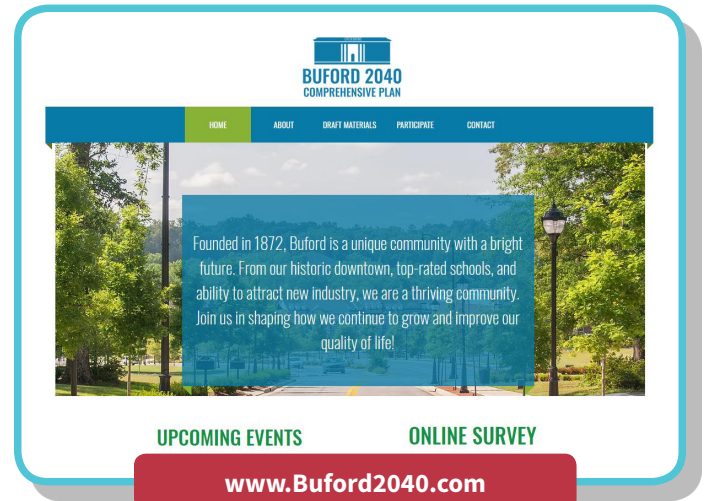 BUFORD 2040
COMPREHENSIVE PLAN
HOME ABOUT DRAFT MATERIALS PARTICIPATE CONTACT
Founded in 1872, Buford is a unique community with a bright
future. From our historic downtown, top-rated schools, and
ability to attract new industry, we are a thriving community.
Join us in shaping how we continue to grow and improve our
quality of life!
UPCOMING EVENTS ONLINE SURVEY
www.Buford2040.com